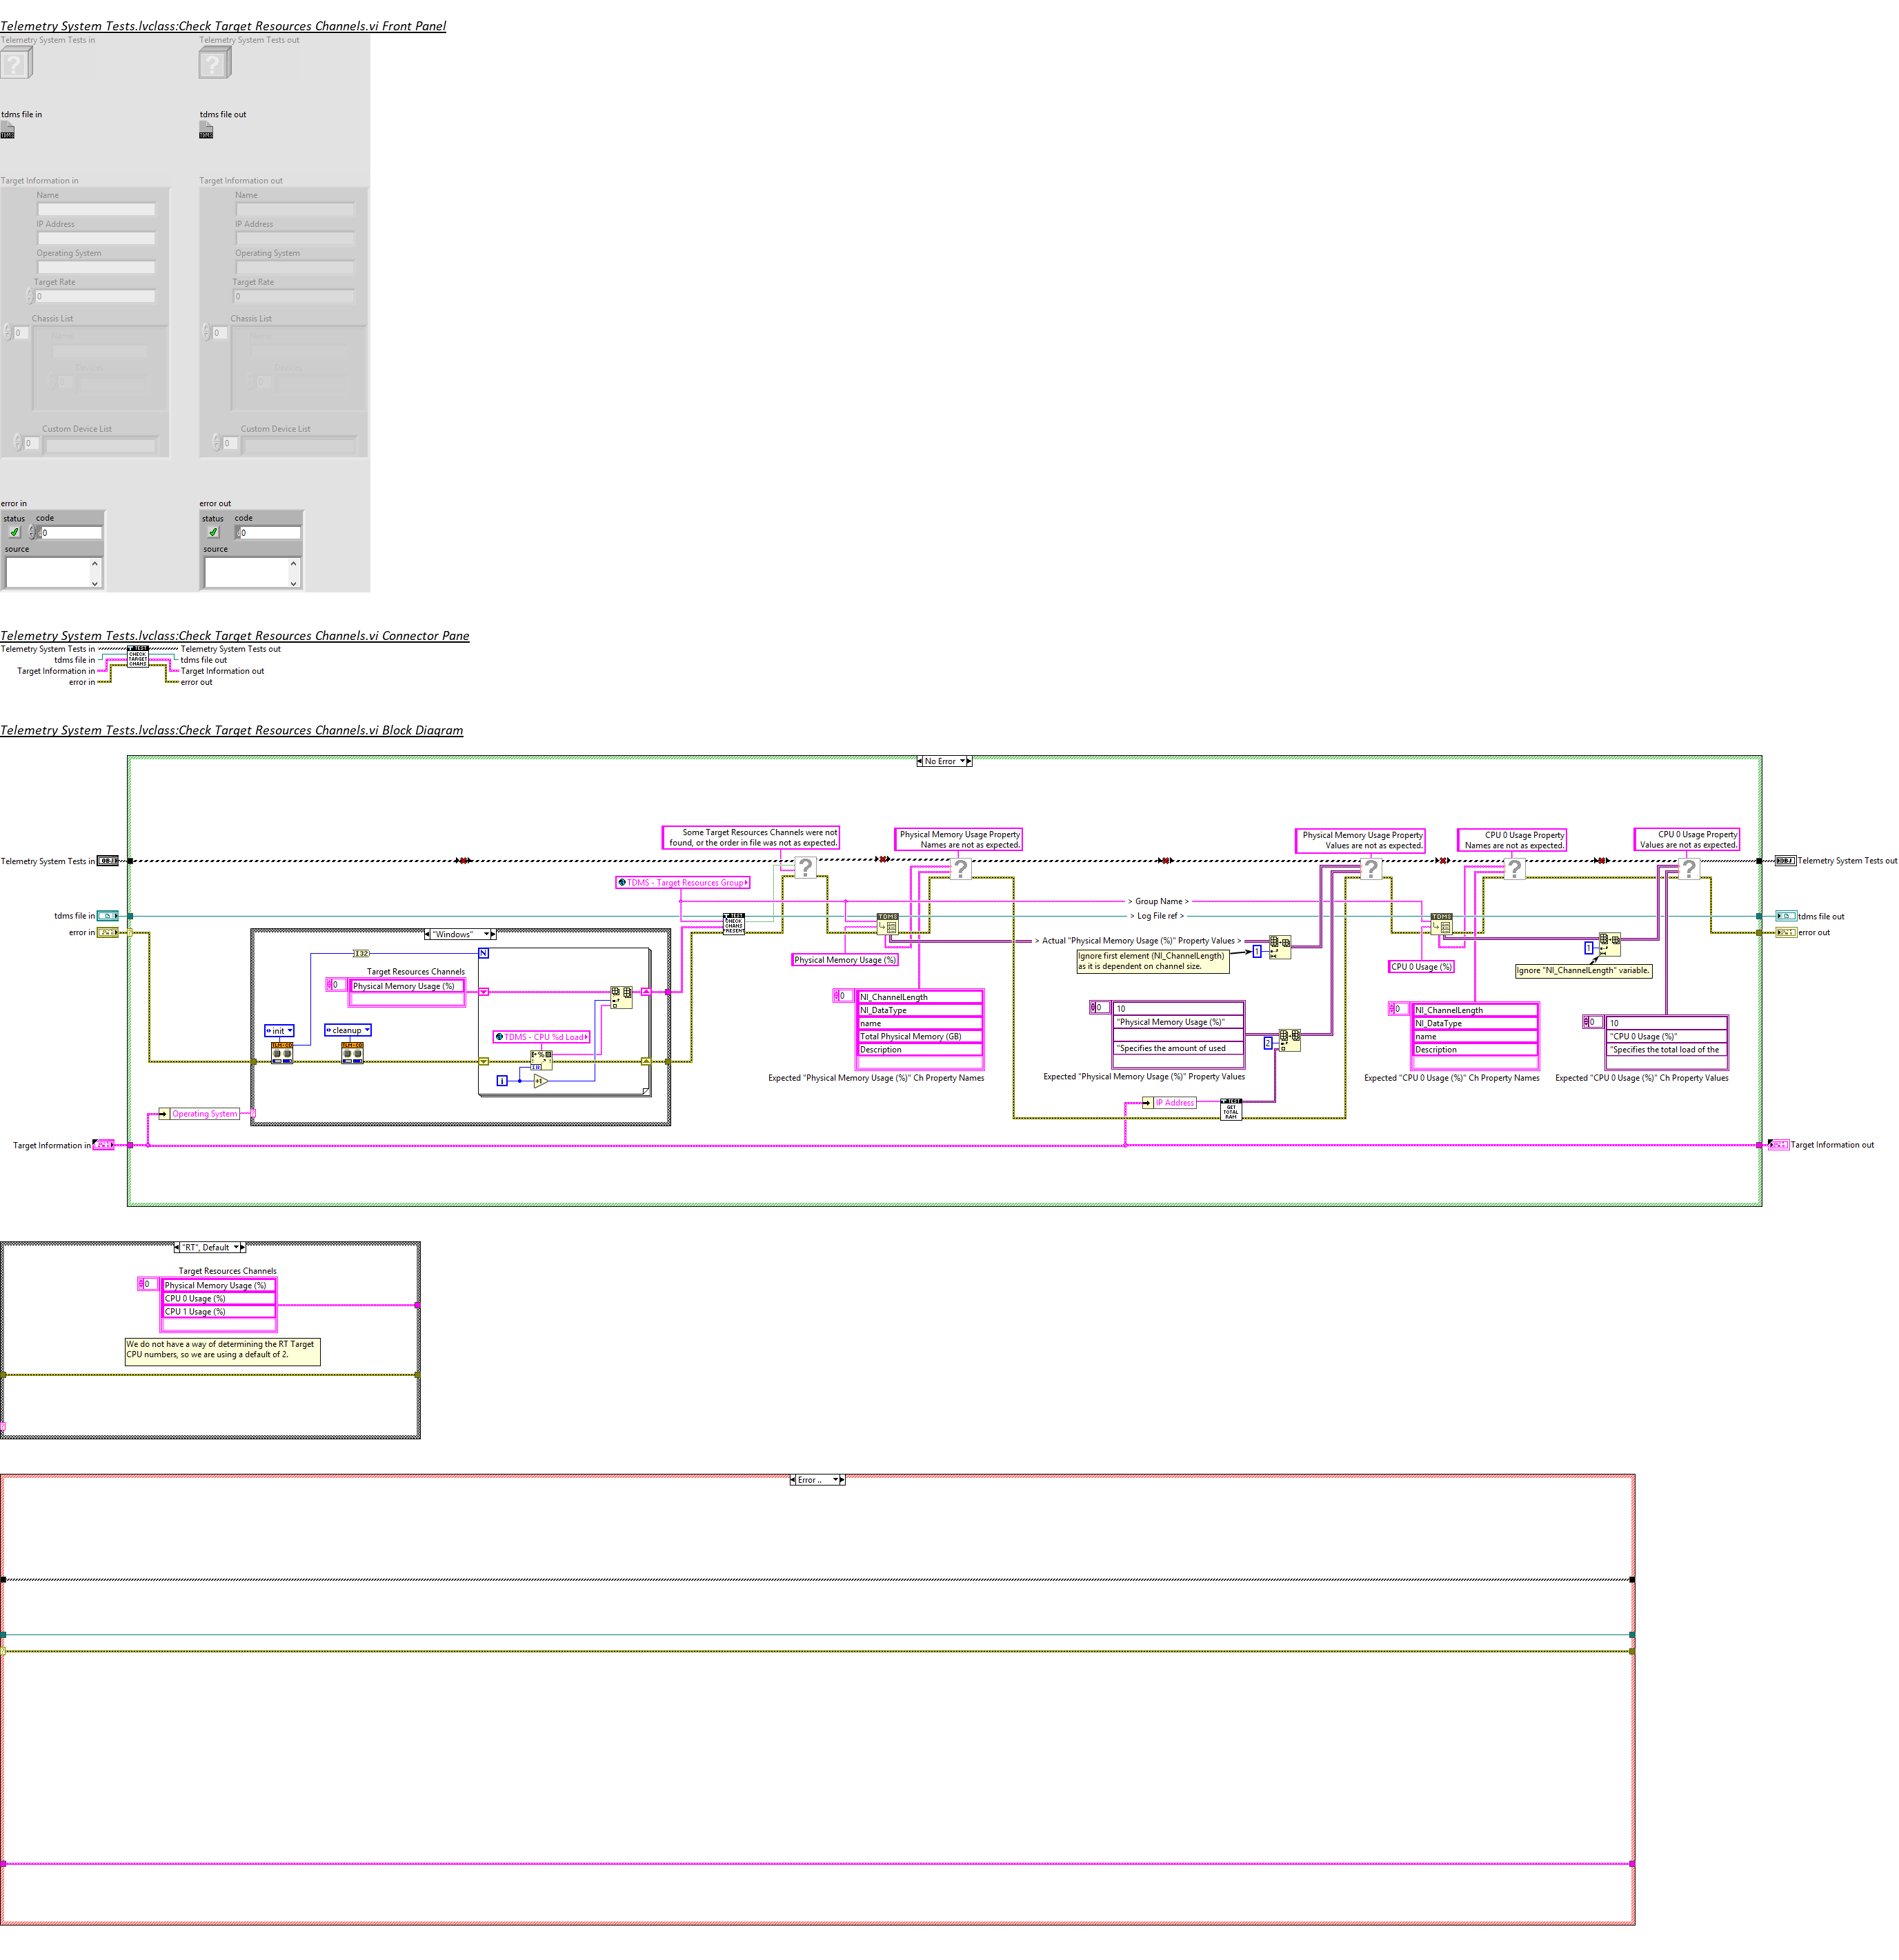 Telemetry System Tests.lvclass:Check Target Resources Channels.vi Front Panel
Telemetry System Tests in
Telemetry System Tests out
tdms file in
tdms file out
TDMS
TDMS
Target Information in
Target Information out
Name
Name
IP Address
IP Address
Operating System
Operating System
Target Rate
Target Rate
0
0
Chassis List
Chassis List
0
0
Custom Device List
Custom Device List
0
0
error in
error out
status code
status code
0
0
source
source
Telemetry System Tests.lvclass:Check Target Resources Channels.vi Connector Pane
Telemetry System Tests in
Telemetry System Tests out
tdms file in
tdms file out
Target Information in
Target Information out
error in
error out
TEST
CHECK
TARGET
CHANS
Telemetry System Tests.lvclass:Check Target Resources Channels.vi Block Diagram
No Error
Some Target Resources Channels were not
found, or the order in file was not as expected.
Physical Memory Usage Property
Names are not as expected.
Physical Memory Usage Property
Values are not as expected.
CPU 0 Usage Property
Names are not as expected.
CPU 0 Usage Property
Values are not as expected.
Telemetry System Tests in
Telemetry System Tests out
TDMS - Target Resources Group
> Group Name >
tdms file in
> Log File ref >
tdms file out
error in
error out
"Windows"
TEST
CHECK
CHANS
PRESENT
TDMS
TDMS
> Actual "Physical Memory Usage (%)" Property Values >
1
Ignore first element (NI_ChannelLength)
as it is dependent on channel size.
1
Ignore "NI_ChannelLength" variable.
I32
N
Physical Memory Usage (%)
CPU 0 Usage (%)
Target Resources Channels
0
Physical Memory Usage (%)
0
NI_ChannelLength
NI_DataType
name
Total Physical Memory (GB)
Description
Expected "Physical Memory Usage (%)" Ch Property Names
0
10
"Physical Memory Usage (%)"
"Specifies the amount of used
2
Expected "Physical Memory Usage (%)" Property Values
0
NI_ChannelLength
NI_DataType
name
Description
Expected "CPU 0 Usage (%)" Ch Property Names
0
10
"CPU 0 Usage (%)"
"Specifies the total load of the
Expected "CPU 0 Usage (%)" Ch Property Values
init
cleanup
TDMS - CPU %d Load
i
+1
Operating System
IP Address
TEST
GET
TOTAL
RAM
Target Information in
Target Information out
"RT", Default
Target Resources Channels
0
Physical Memory Usage (%)
CPU 0 Usage (%)
CPU 1 Usage (%)
We do not have a way of determining the RT Target
CPU numbers, so we are using a default of 2.
Error ..